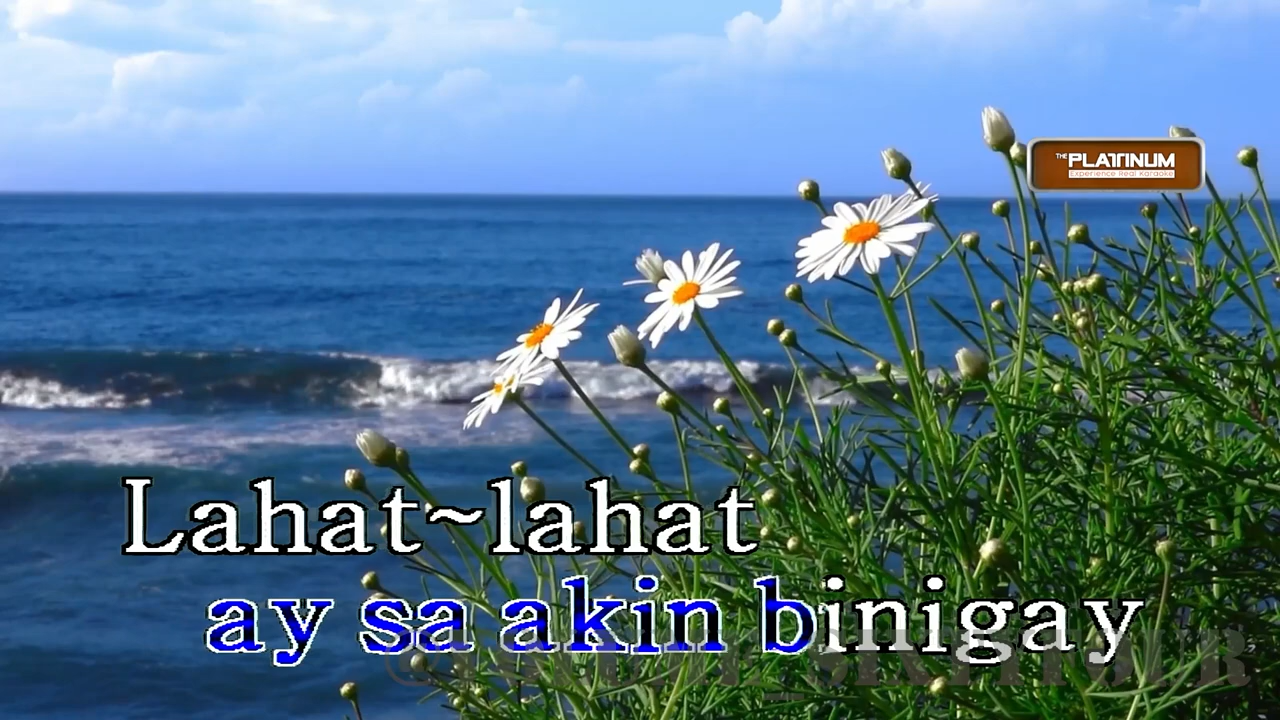 THE PLATINUM
Experience Real Karaoke
Lahat~lahat
ay sa akin binigay